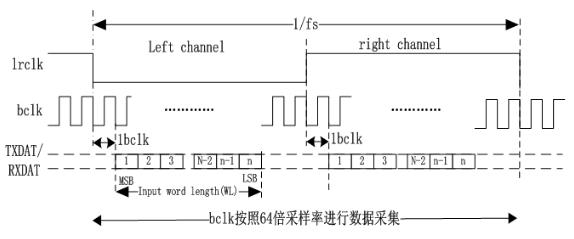 1/fs
Left channel
right channel
lrclk
bclk
............
............
1bclk
1bclk
TXDAT/
RXDAT
1 2 3 N-2 n-1 n
1 2 3 N-2 n-1 n
MSB
LSB
Input word length(WL)
bclk按照64倍采样率进行数据采集